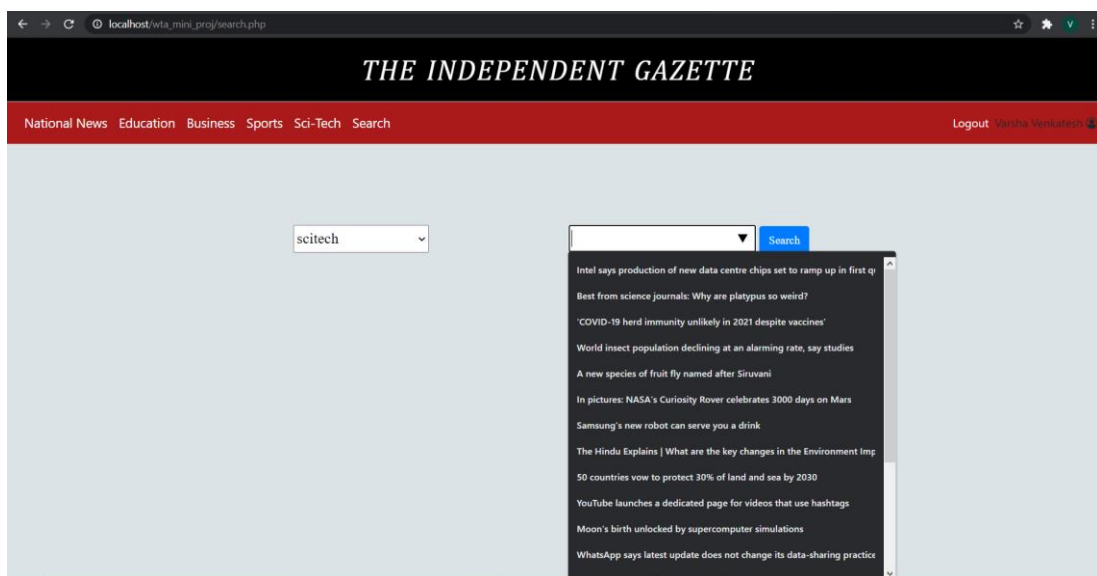 localhost/wta_mini_proj/search.php
V
THE INDEPENDENT GAZETTE
National News Education Business Sports Sci-Tech Search Logout Varsha Venkatesh
scitech Search
Intel says production of new data centre chips set to ramp up in first
Best from science journals: Why are platypus so weird?
'COVID-19 herd immunity unlikely in 2021 despite vaccines'
World insect population declining at an alarming rate, say studies
A new species of fruit fly named after Siruvani
In pictures: NASA's Curiosity Rover celebrates 3000 days on Mars
Samsung's new robot can serve you a drink
The Hindu Explains | What are the key changes in the Environment Imp
50 countries vow to protect 30% of land and sea by 2030
YouTube launches a dedicated page for videos that use hashtags
Moon's birth unlocked by supercomputer simulations
WhatsApp says latest update does not change its data-sharing practice